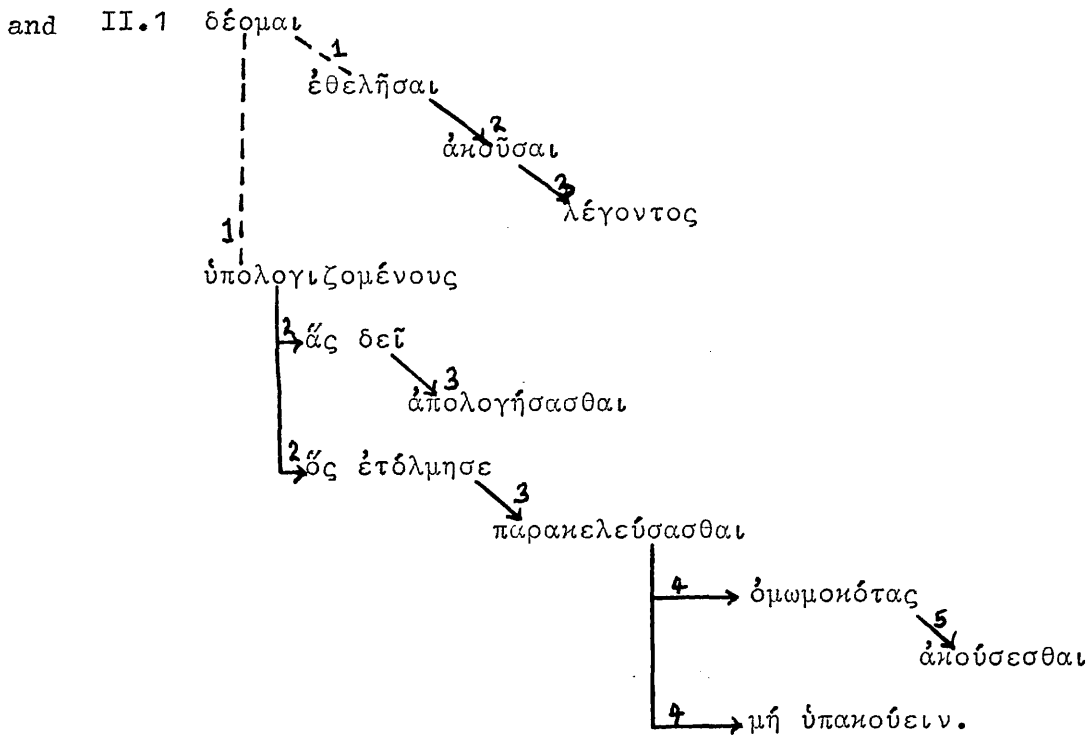 and II.1 δέομαι
1
ἐθελῆσαι
2
ἀκοῦσαι
3
λέγοντος
1
ὑπολογιζομένους
2 ἅς δεῖ
3
ἀπολογήσασθαι
2 ὅς ἐτόλμησε
3
παρακελεύσασθαι
4 ὀμωμοκότας
5
ἀκούσεσθαι
4 μή ὑπακούειν.